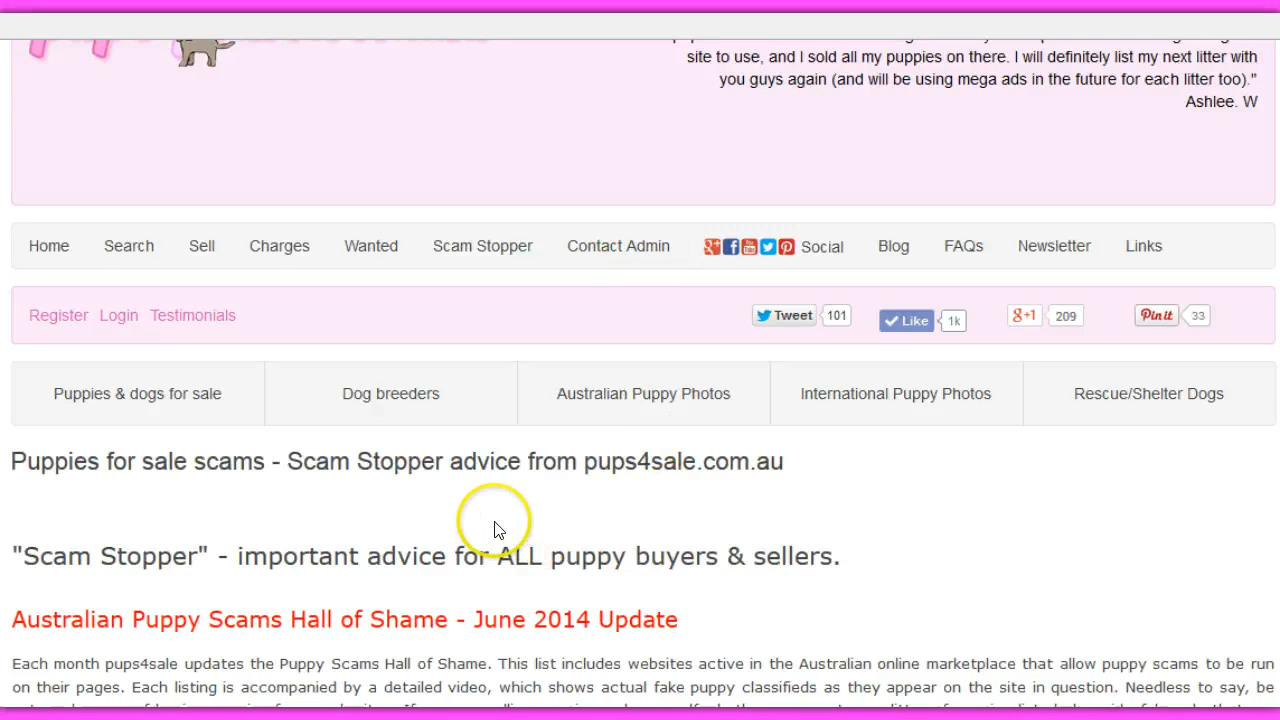 site to use, and I sold all my puppies on there. I will definitely list my next litter with
you guys again (and will be using mega ads in the future for each litter too)."
Ashlee. W
Home Search Sell Charges Wanted Scam Stopper Contact Admin Social Blog FAQs Newsletter Links
Register Login Testimonials Tweet 101 Like 1k g+1 209 Pin it 33
Puppies & dogs for sale Dog breeders Australian Puppy Photos International Puppy Photos Rescue/Shelter Dogs
Puppies for sale scams - Scam Stopper advice from pups4sale.com.au
"Scam Stopper" - important advice for ALL puppy buyers & sellers.
Australian Puppy Scams Hall of Shame - June 2014 Update
Each month pups4sale updates the Puppy Scams Hall of Shame. This list includes websites active in the Australian online marketplace that allow puppy scams to be run
on their pages. Each listing is accompanied by a detailed video, which shows actual fake puppy classifieds as they appear on the site in question. Needless to say, be